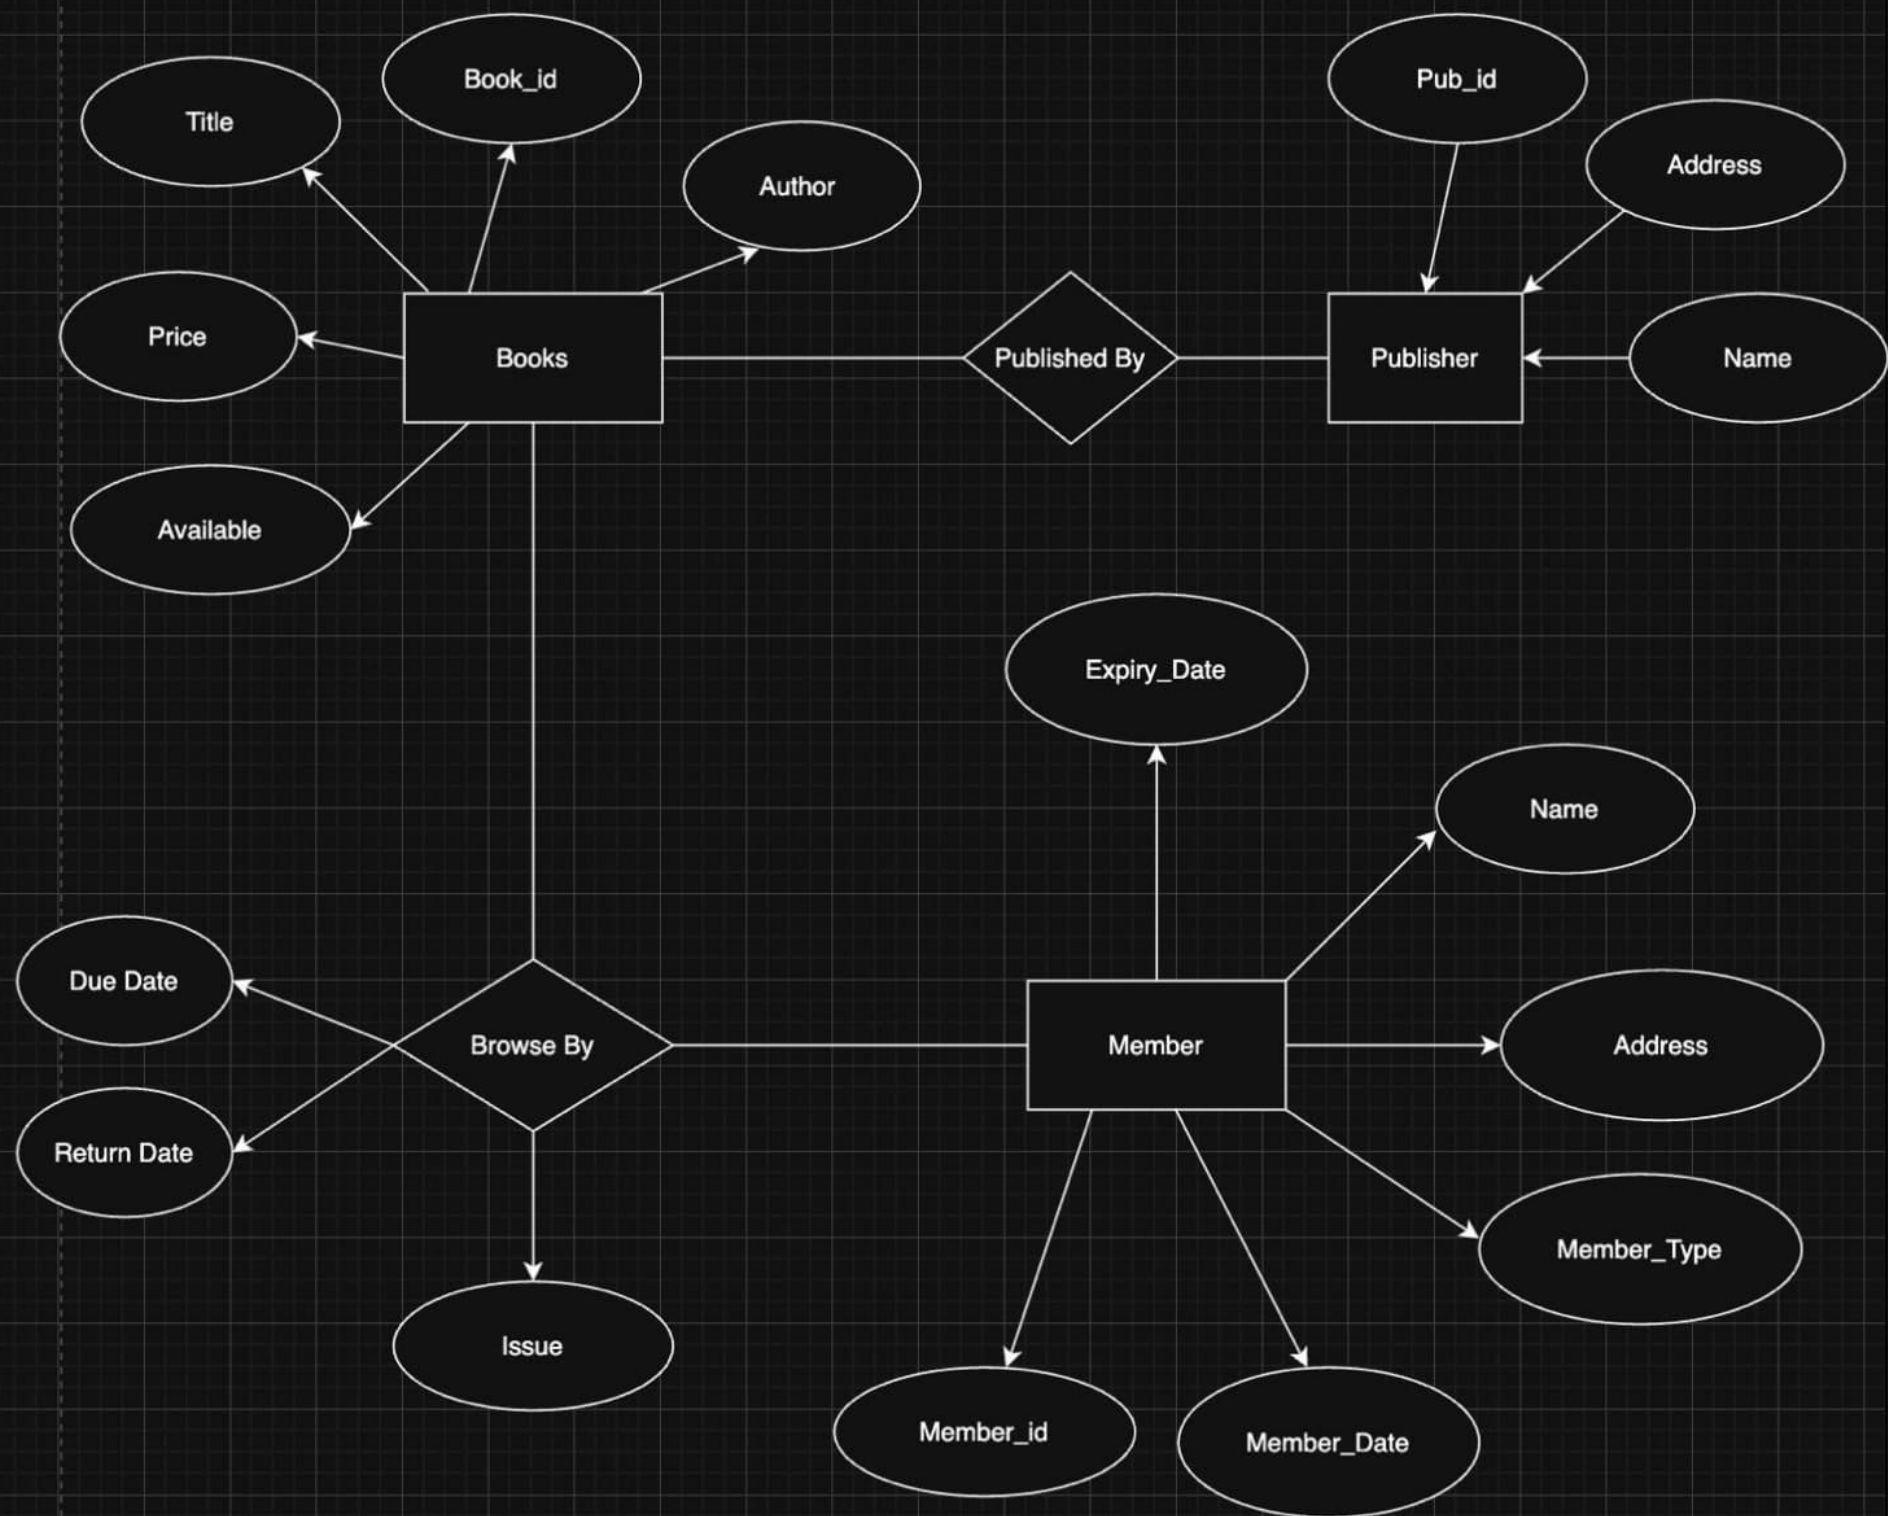 Book_id
Pub_id
Title
Address
Author
Price
Books
Published By
Publisher
Name
Available
Expiry_Date
Name
Due Date
Browse By
Member
Address
Return Date
Member_Type
Issue
Member_id
Member_Date